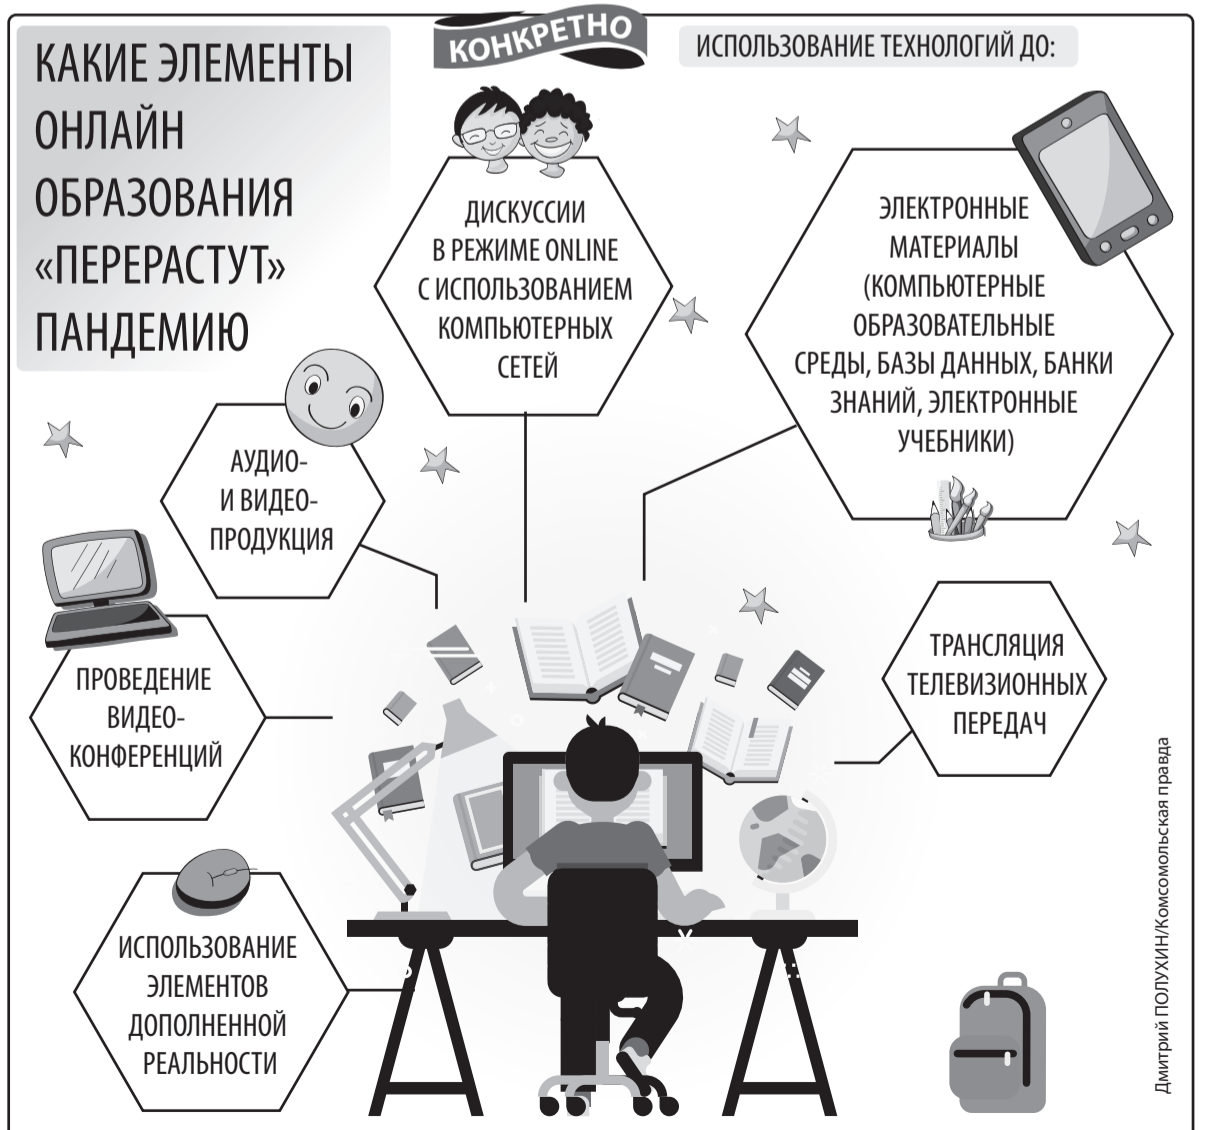 КОНКРЕТНО
КАКИЕ ЭЛЕМЕНТЫ
ОНЛАЙН
ОБРАЗОВАНИЯ
«ПЕРЕРАСТУТ»
ПАНДЕМИЮ
ИСПОЛЬЗОВАНИЕ ТЕХНОЛОГИЙ ДО:
ДИСКУССИИ
В РЕЖИМЕ ONLINE
С ИСПОЛЬЗОВАНИЕМ
КОМПЬЮТЕРНЫХ
СЕТЕЙ
ЭЛЕКТРОННЫЕ
МАТЕРИАЛЫ
(КОМПЬЮТЕРНЫЕ
ОБРАЗОВАТЕЛЬНЫЕ
СРЕДЫ, БАЗЫ ДАННЫХ, БАНКИ
ЗНАНИЙ, ЭЛЕКТРОННЫЕ
УЧЕБНИКИ)
АУДИО-
И ВИДЕО-
ПРОДУКЦИЯ
ПРОВЕДЕНИЕ
ВИДЕО-
КОНФЕРЕНЦИЙ
ТРАНСЛЯЦИЯ
ТЕЛЕВИЗИОННЫХ
ПЕРЕДАЧ
ИСПОЛЬЗОВАНИЕ
ЭЛЕМЕНТОВ
ДОПОЛНЕННОЙ
РЕАЛЬНОСТИ
Дмитрий ПОЛУХИН/Комсомольская правда